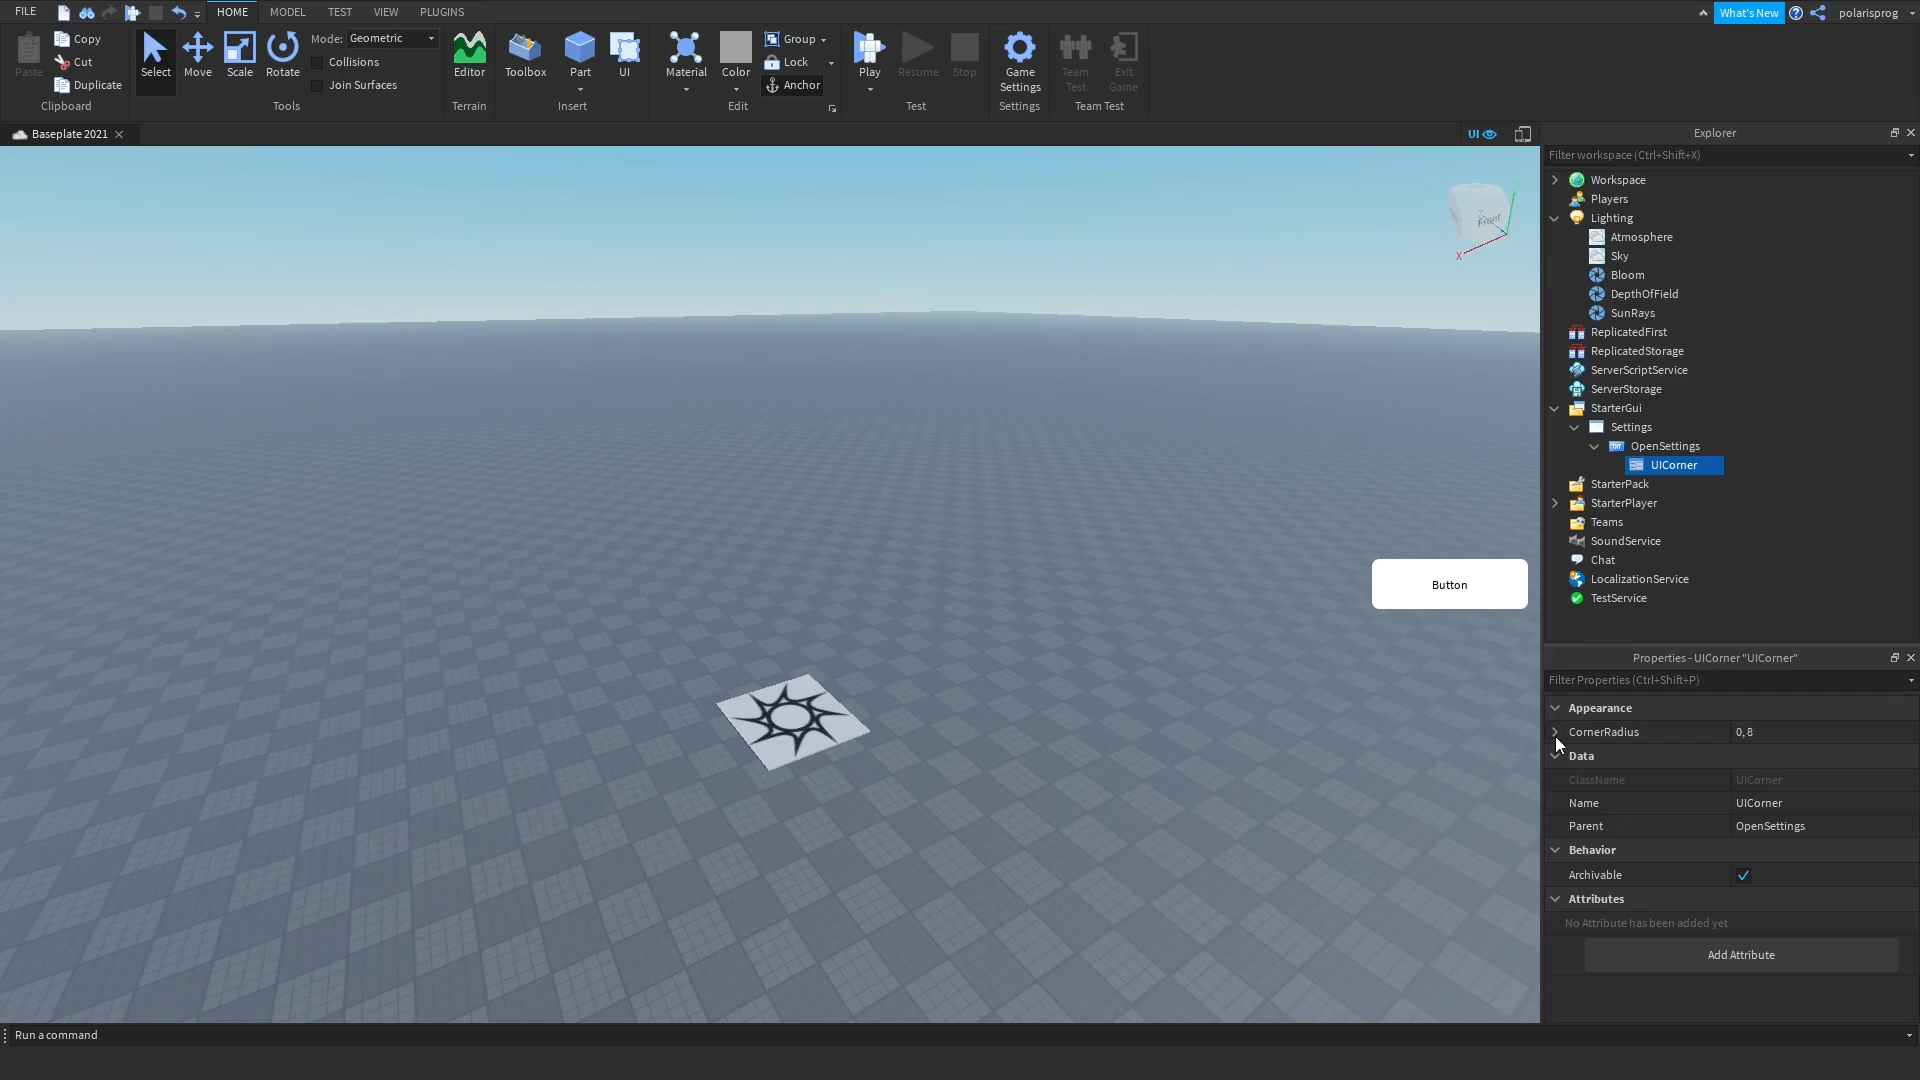 FILE HOME MODEL TEST VIEW PLUGINS What's New polarisprog
Paste Copy Cut Duplicate Clipboard
Select Move Scale Rotate Mode: Geometric Collisions Join Surfaces Tools
Editor Terrain
Toolbox Part UI Insert
Material Color Group Lock Anchor Edit
Play Resume Stop Test
Game Settings Settings
Team Test Exit Game Team Test
Baseplate 2021 UI
Front
X
Button
Explorer
Filter workspace (Ctrl+Shift+X)
Workspace
Players
Lighting
Atmosphere
Sky
Bloom
DepthOfField
SunRays
ReplicatedFirst
ReplicatedStorage
ServerScriptService
ServerStorage
StarterGui
Settings
OpenSettings
UICorner
StarterPack
StarterPlayer
Teams
SoundService
Chat
LocalizationService
TestService
Properties - UICorner "UICorner"
Filter Properties (Ctrl+Shift+P)
Appearance
CornerRadius 0, 8
Data
ClassName UICorner
Name UICorner
Parent OpenSettings
Behavior
Archivable
Attributes
No Attribute has been added yet
Add Attribute
Run a command